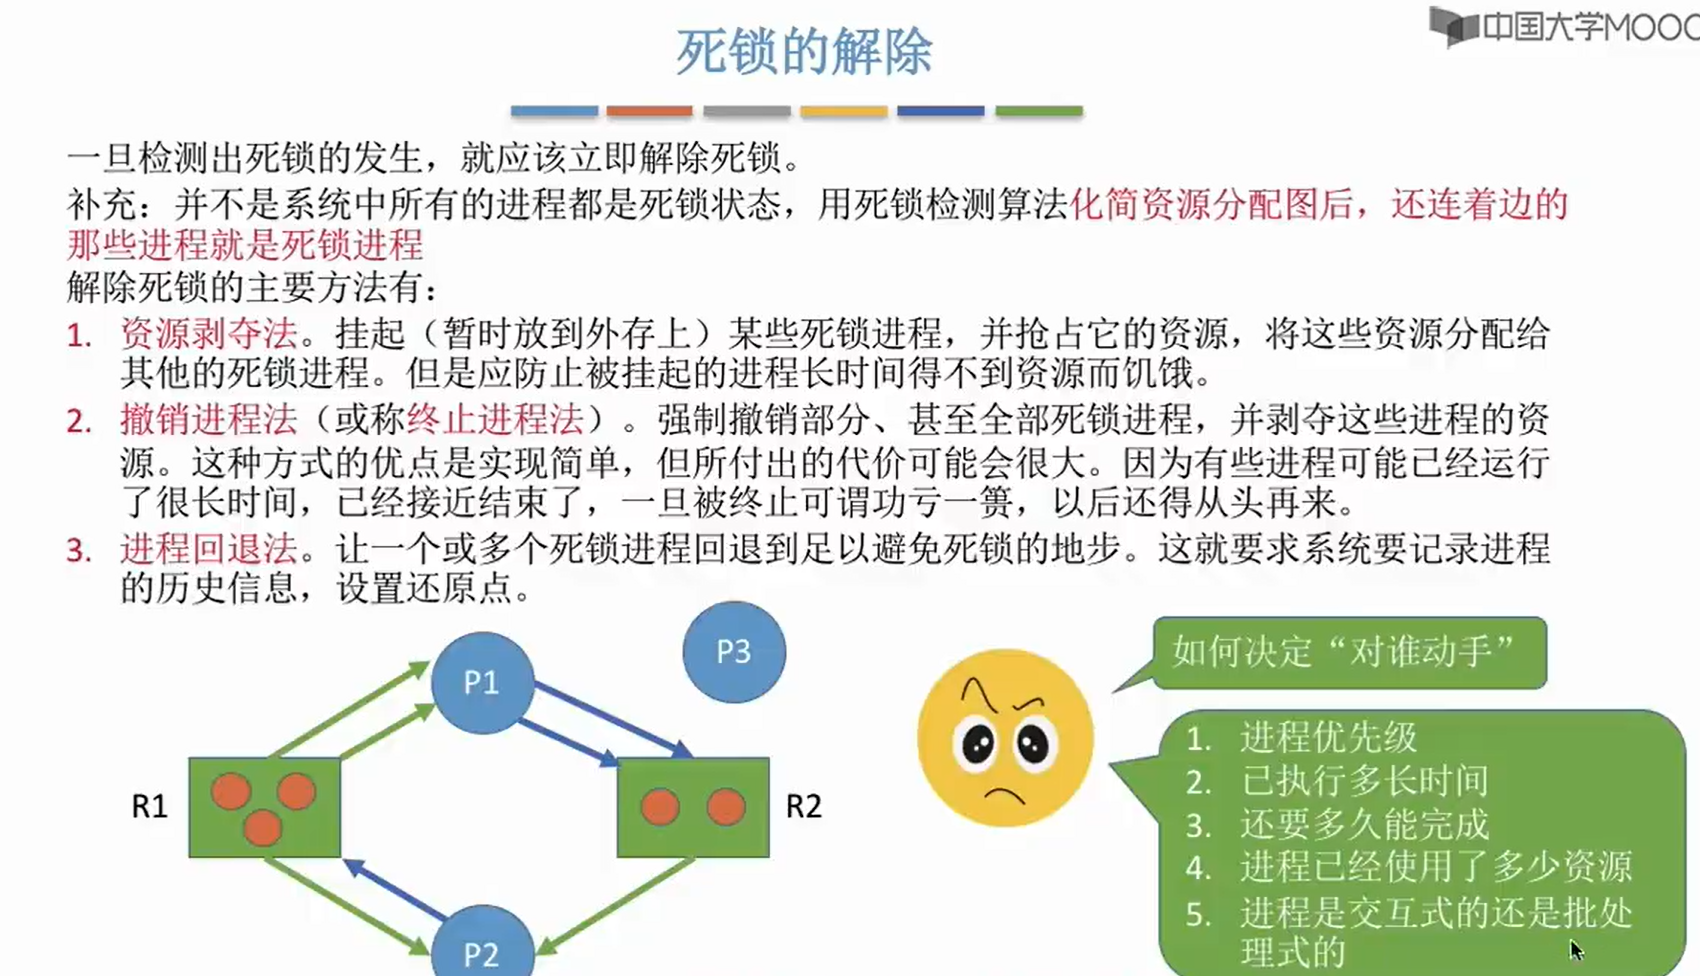 中国大学MOOC
死锁的解除
一旦检测出死锁的发生，就应该立即解除死锁。
补充：并不是系统中所有的进程都是死锁状态，用死锁检测算法化简资源分配图后，还连着边的
那些进程就是死锁进程
解除死锁的主要方法有：
1. 资源剥夺法。挂起（暂时放到外存上）某些死锁进程，并抢占它的资源，将这些资源分配给
其他的死锁进程。但是应防止被挂起的进程长时间得不到资源而饥饿。
2. 撤销进程法（或称终止进程法）。强制撤销部分、甚至全部死锁进程，并剥夺这些进程的资
源。这种方式的优点是实现简单，但所付出的代价可能会很大。因为有些进程可能已经运行
了很长时间，已经接近结束了，一旦被终止可谓功亏一篑，以后还得从头再来。
3. 进程回退法。让一个或多个死锁进程回退到足以避免死锁的地步。这就要求系统要记录进程
的历史信息，设置还原点。
P1
P3
R1
R2
P2
如何决定“对谁动手”
1. 进程优先级
2. 已执行多长时间
3. 还要多久能完成
4. 进程已经使用了多少资源
5. 进程是交互式的还是批处
理式的